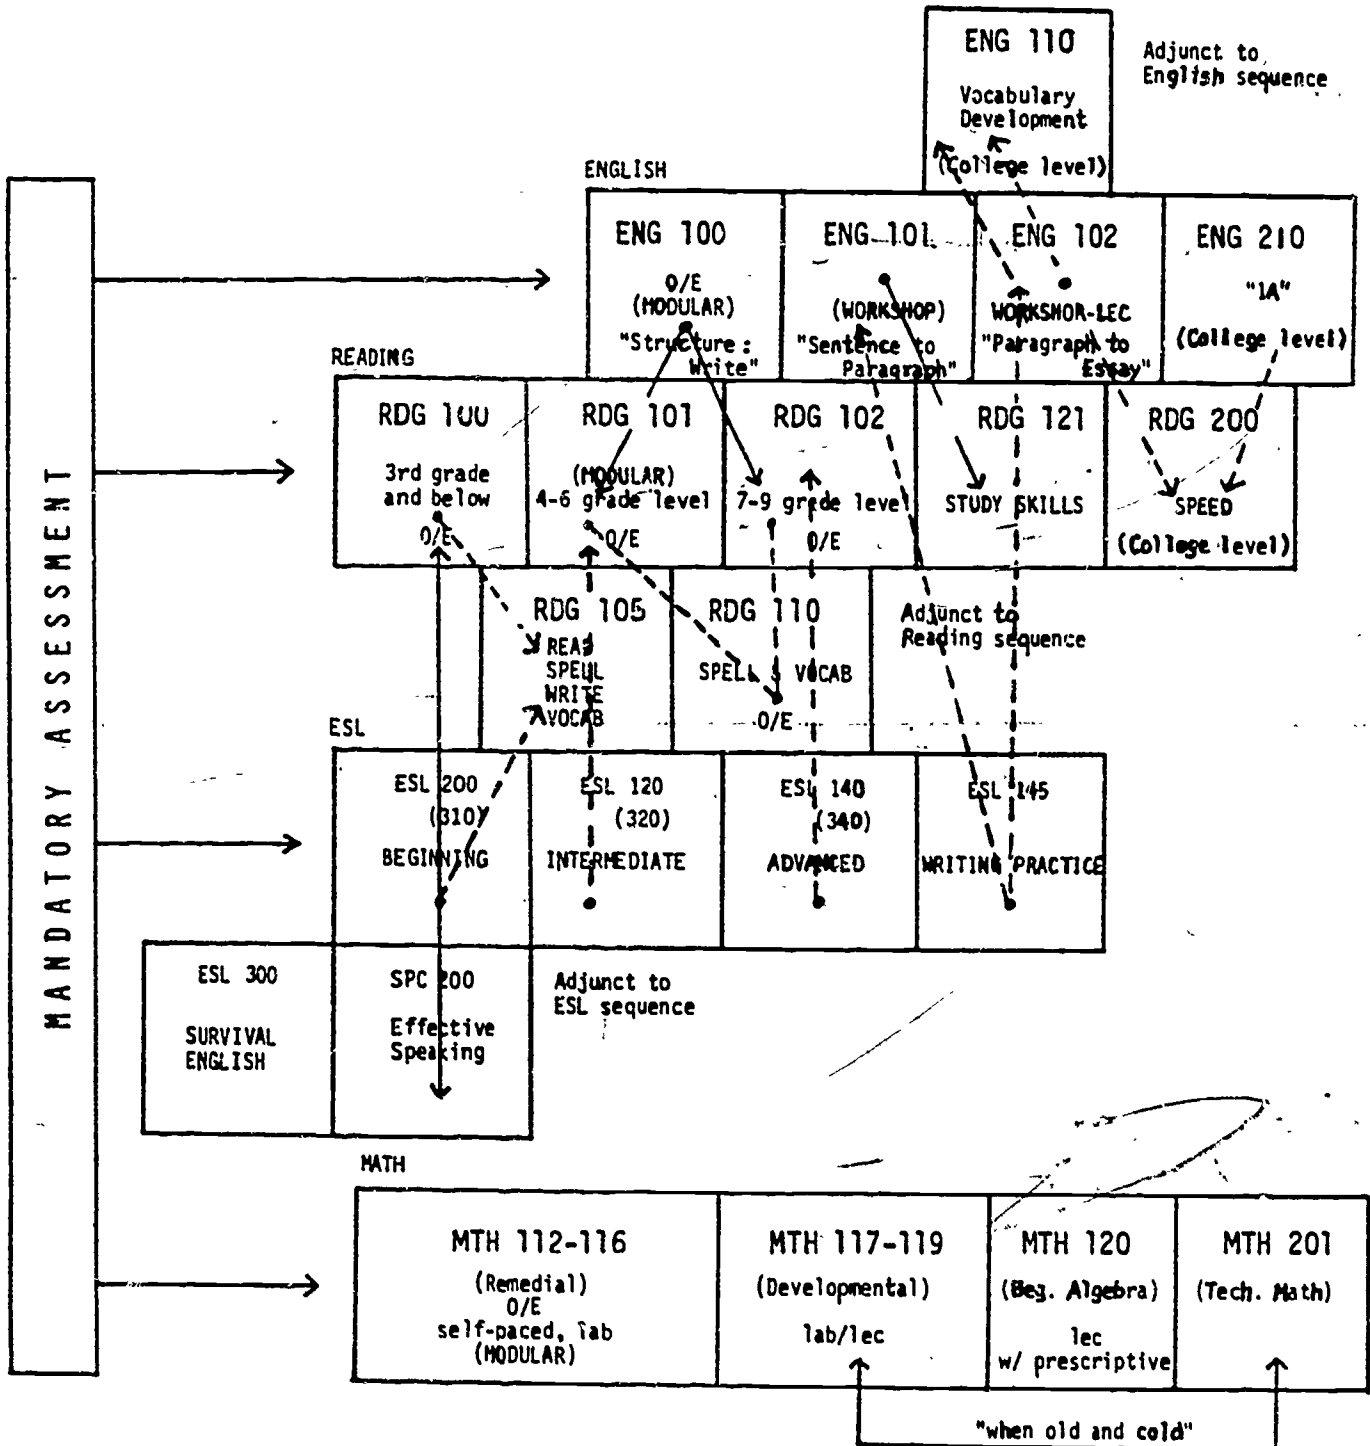 ENG 110
Adjunct to
English sequence
Vocabulary
Development
(College level)
ENGLISH
ENG 100
O/E
(MODULAR)
"Structure:
Write"
ENG 101
(WORKSHOP)
"Sentence to
Paragraph"
ENG 102
WORKSHOP-LEC
"Paragraph to
Essay"
ENG 210
"1A"
(College level)
READING
RDG 100
3rd grade
and below
O/E
RDG 101
(MODULAR)
4-6 grade level
O/E
RDG 102
7-9 grade level
O/E
RDG 121
STUDY SKILLS
RDG 200
SPEED
(College level)
RDG 105
READ
SPELL
WRITE
VOCAB
RDG 110
SPELL & VOCAB
O/E
Adjunct to
Reading sequence
MANDATORY ASSESSMENT
ESL
ESL 200
(310)
BEGINNING
ESL 120
(320)
INTERMEDIATE
ESL 140
(340)
ADVANCED
ESL 145
WRITING PRACTICE
ESL 300
SURVIVAL
ENGLISH
SPC 200
Effective
Speaking
Adjunct to
ESL sequence
MATH
MTH 112-116
(Remedial)
O/E
self-paced, lab
(MODULAR)
MTH 117-119
(Developmental)
lab/lec
MTH 120
(Beg. Algebra)
lec
w/ prescriptive
MTH 201
(Tech. Math)
"when old and cold"